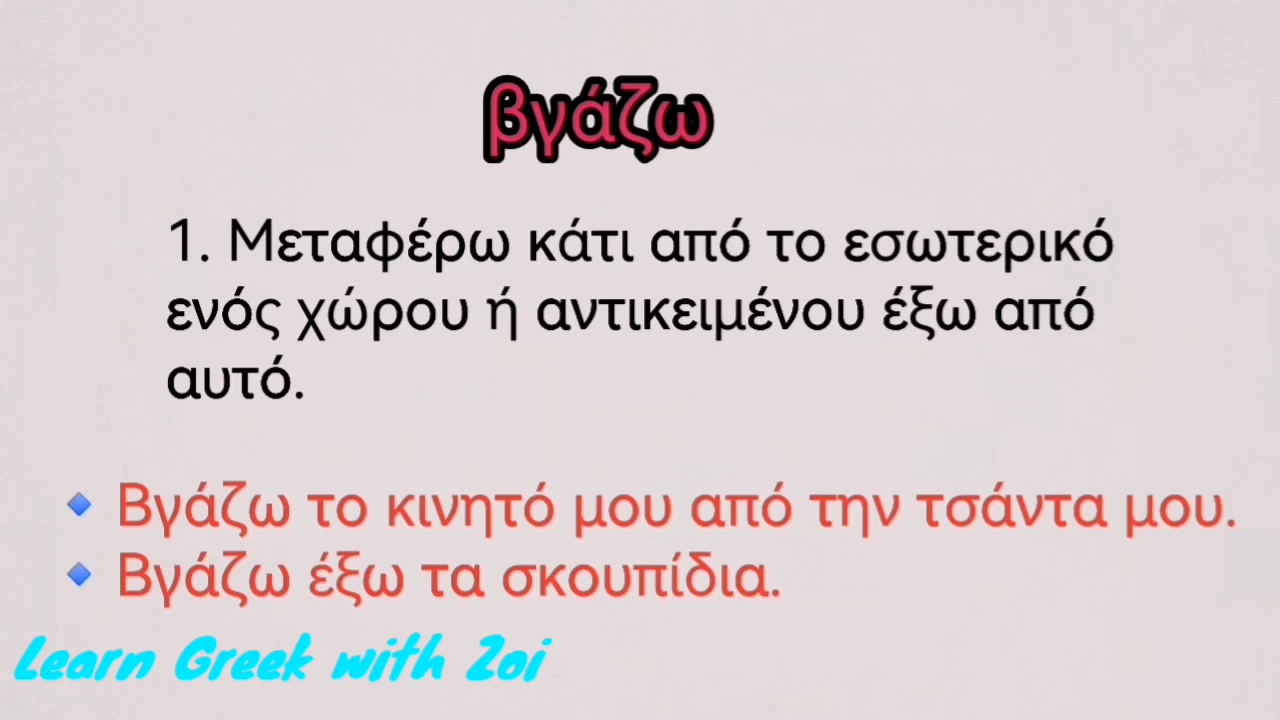 βγάζω
1. Μεταφέρω κάτι από το εσωτερικό
ενός χώρου ή αντικειμένου έξω από
αυτό.
🔹 Βγάζω το κινητό μου από την τσάντα μου.
🔹 Βγάζω έξω τα σκουπίδια.
Learn Greek with Zoi